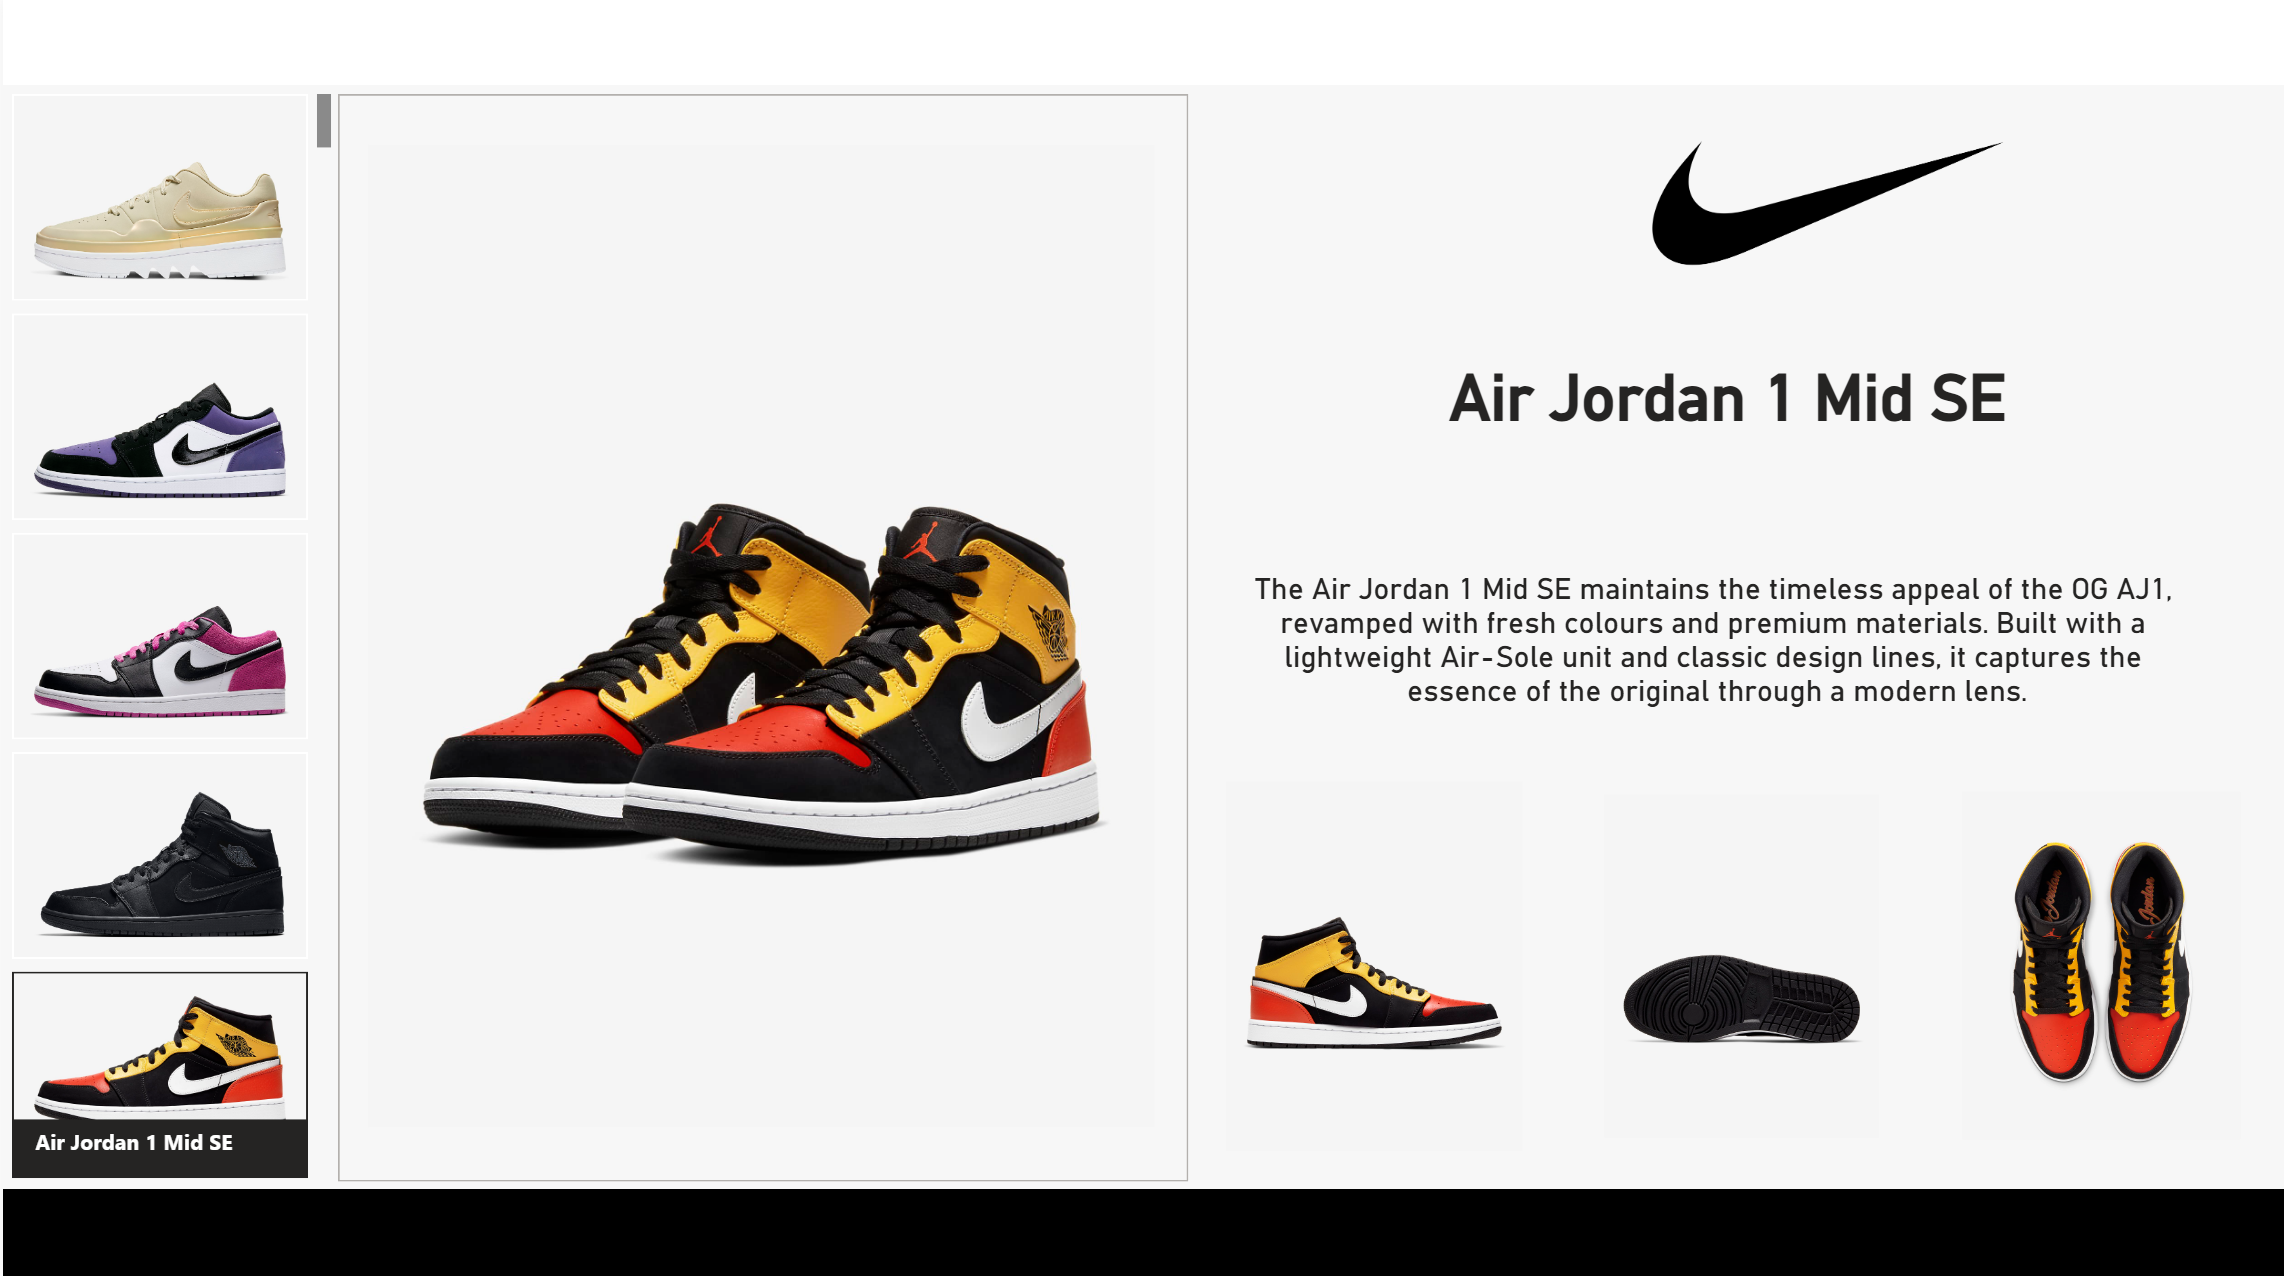 Air Jordan 1 Mid SE
The Air Jordan 1 Mid SE maintains the timeless appeal of the OG AJ1,
revamped with fresh colours and premium materials. Built with a
lightweight Air-Sole unit and classic design lines, it captures the
essence of the original through a modern lens.
Jordan
Jordan
Air Jordan 1 Mid SE